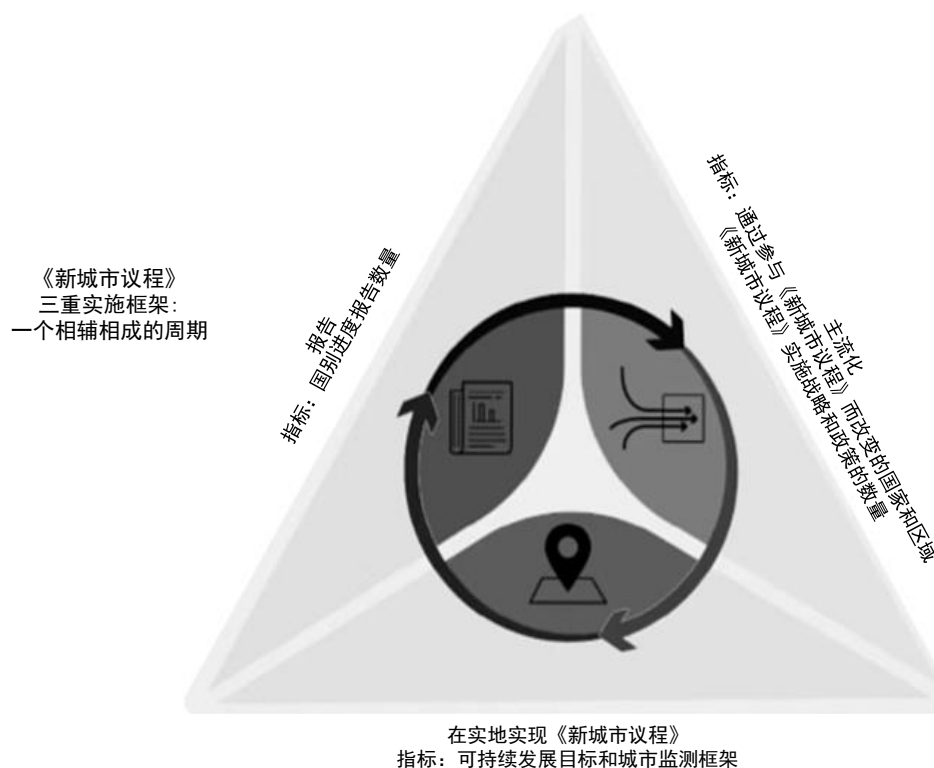 《新城市议程》
三重实施框架：
一个相辅相成的周期
报告
指标：国别进度报告数量
主流化
指标：通过参与《新城市议程》而改变的国家和区域
《新城市议程》实施战略和政策的数量
在实地实现《新城市议程》
指标：可持续发展目标和城市监测框架